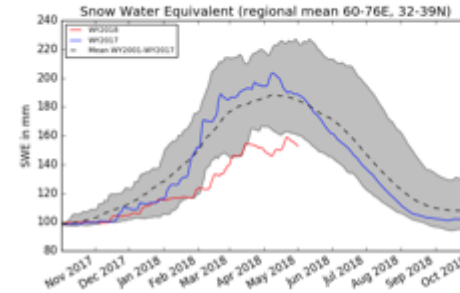 Snow Water Equivalent (regional mean 60-76E, 32-39N)
WY2018
WY2017
Mean WY2001-WY2017
SWE in mm
240
220
200
180
160
140
120
100
80
Nov 2017
Dec 2017
Jan 2018
Feb 2018
Mar 2018
Apr 2018
May 2018
Jun 2018
Jul 2018
Aug 2018
Sep 2018
Oct